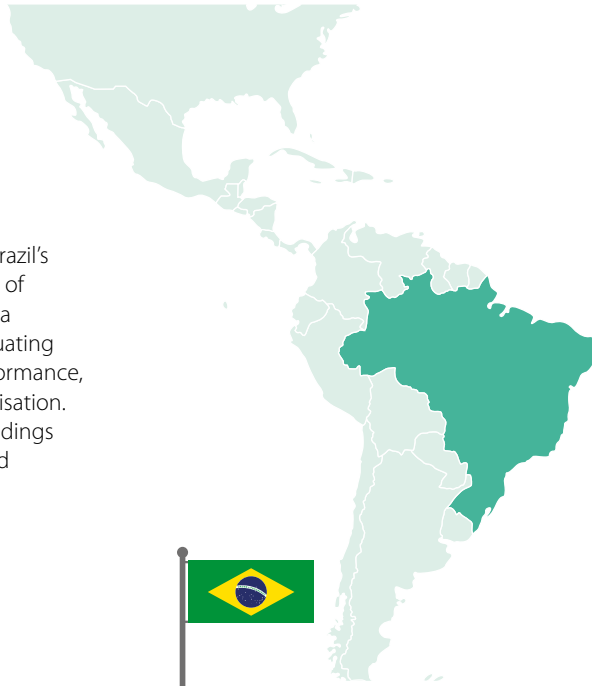 razil's
of
a
uating
ormance,
isation.
dings
d